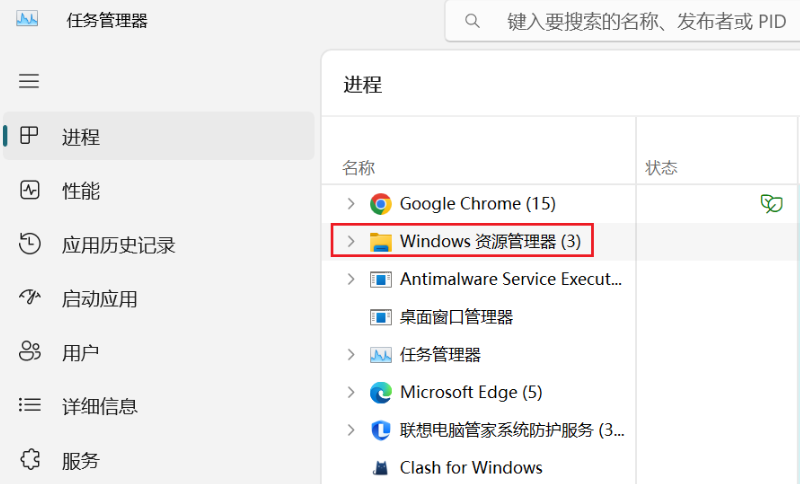 任务管理器
键入要搜索的名称、发布者或 PID
进程
性能
应用历史记录
启动应用
用户
详细信息
服务
进程
名称
状态
Google Chrome (15)
Windows 资源管理器 (3)
Antimalware Service Execut...
桌面窗口管理器
任务管理器
Microsoft Edge (5)
联想电脑管家系统防护服务 (3...
Clash for Windows